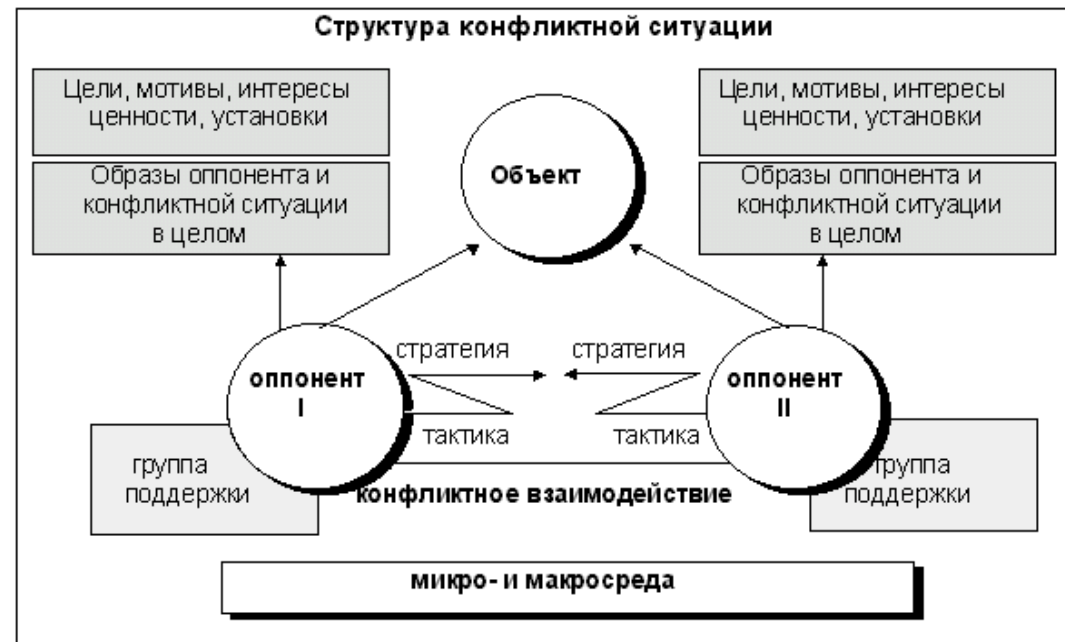 Структура конфликтной ситуации
Цели, мотивы, интересы
ценности, установки
Образы оппонента и
конфликтной ситуации
в целом
Объект
Цели, мотивы, интересы
ценности, установки
Образы оппонента и
конфликтной ситуации
в целом
стратегия
стратегия
оппонент
I
оппонент
II
тактика
тактика
группа
поддержки
группа
поддержки
конфликтное взаимодействие
микро- и макросреда